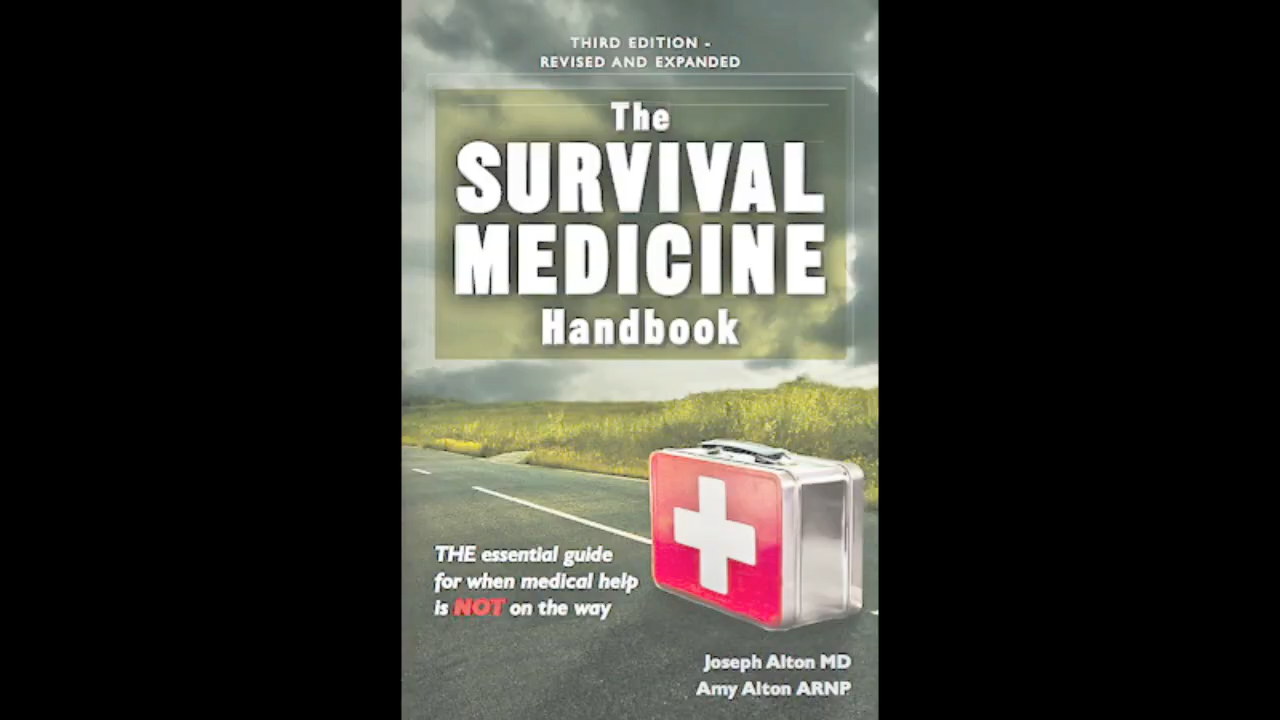 THIRD EDITION -
REVISED AND EXPANDED
The
SURVIVAL
MEDICINE
Handbook
THE essential guide
for when medical help
is NOT on the way
Joseph Alton MD
Amy Alton ARNP